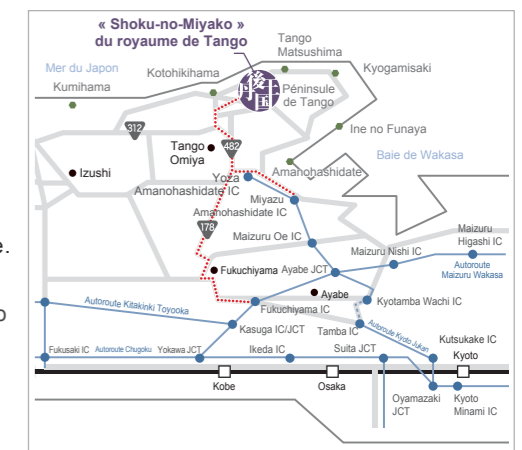 « Shoku-no-Miyako »
du royaume de Tango
Tango
Matsushima
Mer du Japon
Kotohikihama
Kyogamisaki
Kumihama
Péninsule
de Tango
丹後
王国
312
Ine no Funaya
Tango
Omiya
482
Baie de Wakasa
Izushi
Amanohashidate
Yoza
Amanohashidate IC
Miyazu
Amanohashidate IC
178
Maizuru
Higashi IC
Maizuru Oe IC
Maizuru Nishi IC
Fukuchiyama
Ayabe JCT
Autoroute
Maizuru Wakasa
e.
Ayabe
Autoroute Kitakinki Toyooka
Fukuchiyama IC
Kyotamba Wachi IC
o
Kasuga IC/JCT
Tamba IC
Autoroute Kyoto Jukan
Kutsukake IC
Fukusaki IC
Autoroute Chugoku
Yokawa JCT
Ikeda IC
Suita JCT
Kyoto
Kobe
Osaka
Oyamazaki
JCT
Kyoto
Minami IC